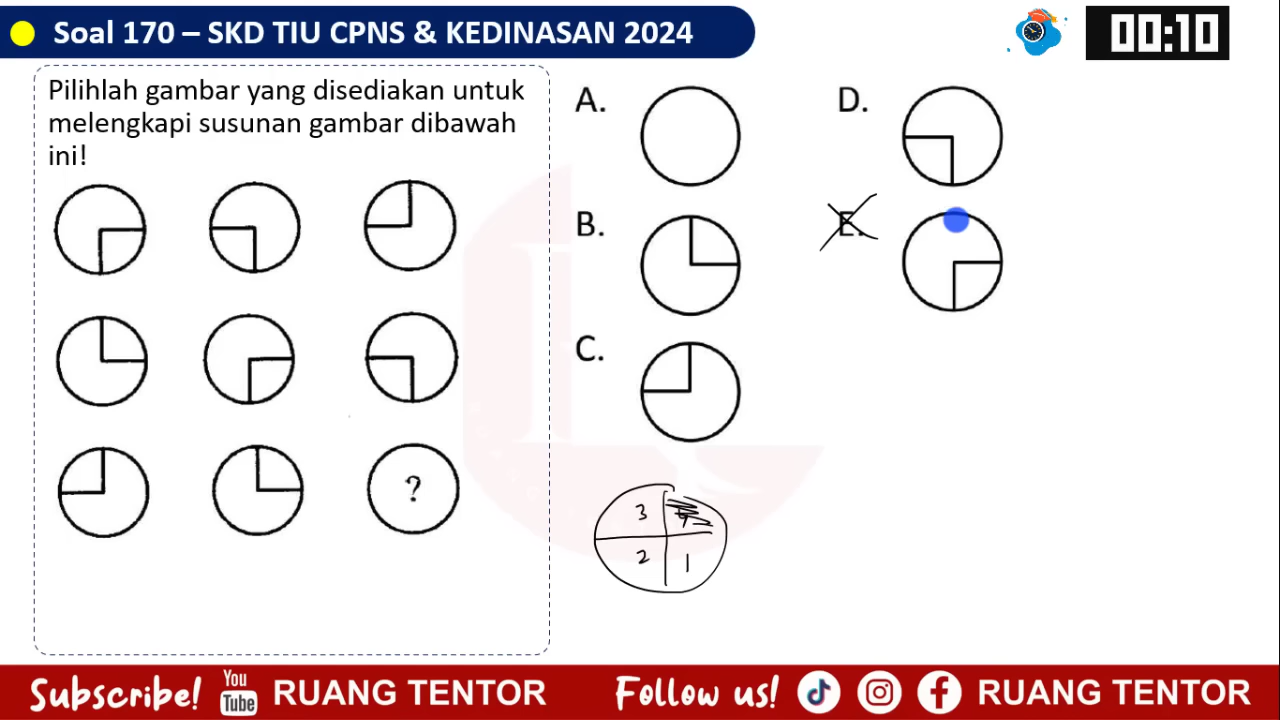 Soal 170 – SKD TIU CPNS & KEDINASAN 2024
00:10
Pilihlah gambar yang disediakan untuk
melengkapi susunan gambar dibawah
ini!
?
A.
B.
C.
D.
E.
3
2 1
Subscribe! You Tube RUANG TENTOR
Follow us! RUANG TENTOR